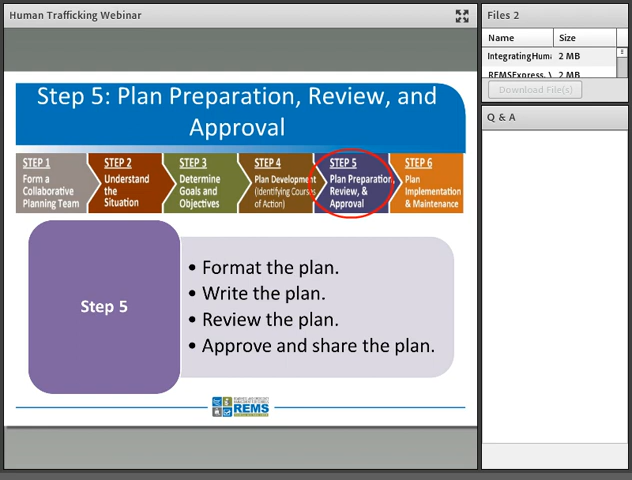 Human Trafficking Webinar
Files 2
Name Size
IntegratingHuma 2 MB
REMSExpress, 2 MB
Download File(s)
Q & A
Step 5: Plan Preparation, Review, and
Approval
STEP 1
Form a
Collaborative
Planning Team
STEP 2
Understand
the
Situation
STEP 3
Determine
Goals and
Objectives
STEP 4
Plan Development
(Identifying Courses
of Action)
STEP 5
Plan Preparation,
Review, &
Approval
STEP 6
Plan
Implementation
& Maintenance
Step 5
• Format the plan.
• Write the plan.
• Review the plan.
• Approve and share the plan.
REMS